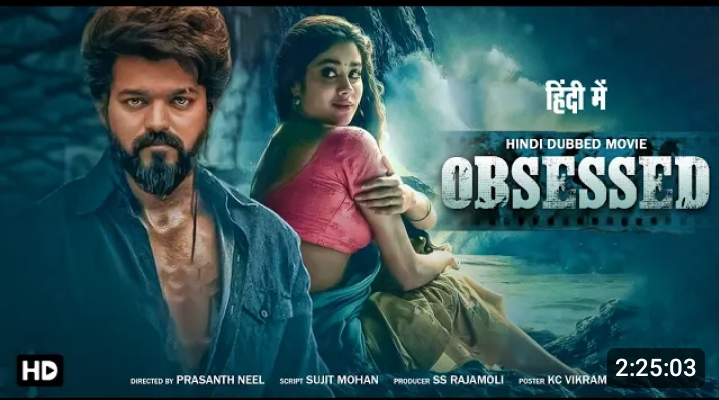 हिंदी में
HINDI DUBBED MOVIE
OBSESSED
HD
DIRECTED BY PRASANTH NEEL SCRIPT SUJIT MOHAN PRODUCER SS RAJAMOLI POSTER KC VIKRAM
2:25:03